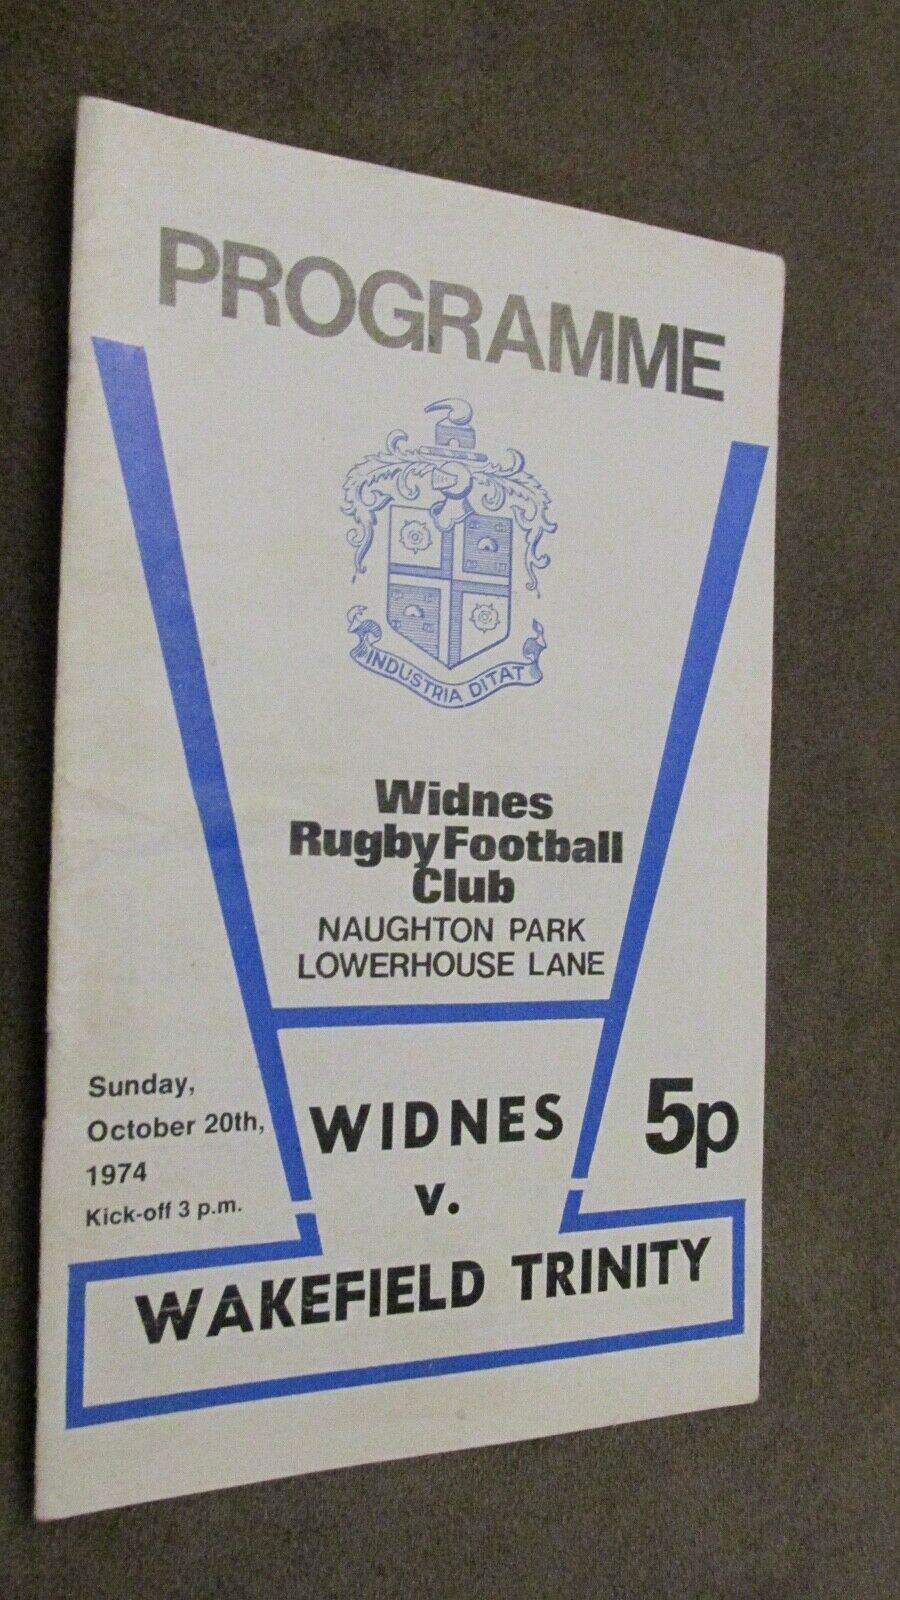 PROGRAMME
INDUSTRIA DITAT
Widnes
Rugby Football
Club
NAUGHTON PARK
LOWERHOUSE LANE
Sunday,
October 20th,
1974
Kick-off 3 p.m.
WIDNES
v.
WAKEFIELD TRINITY
5p